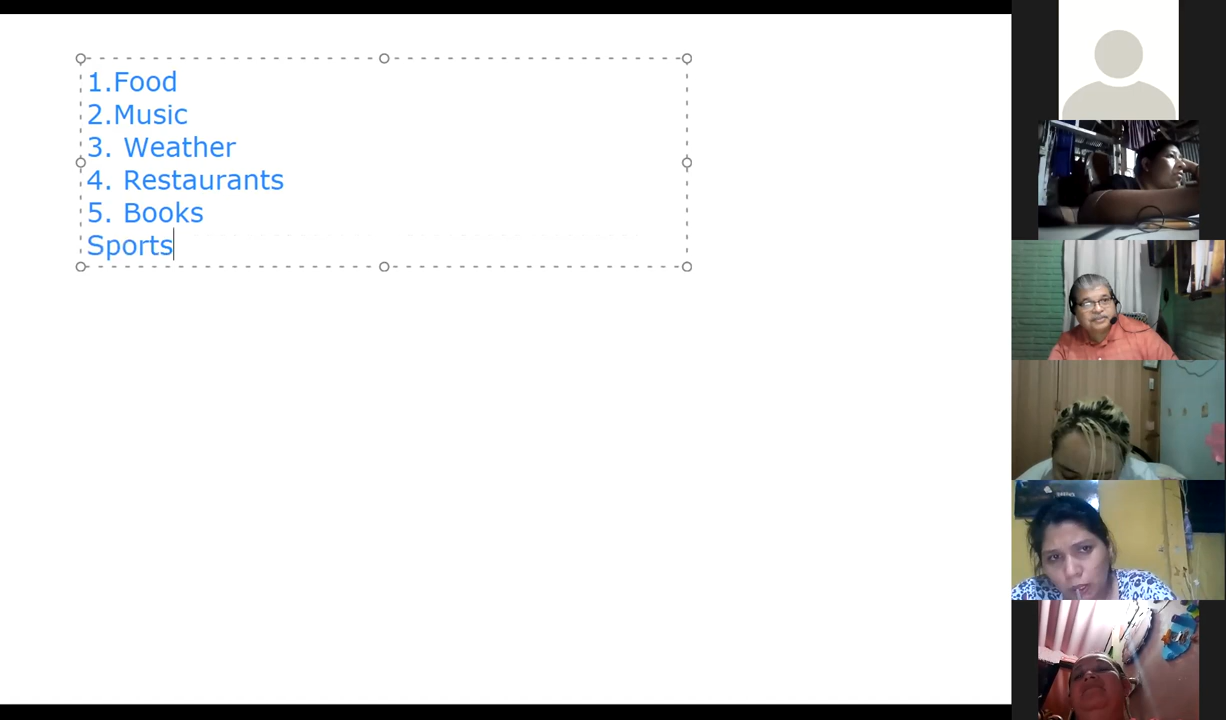 1.Food
2.Music
3. Weather
4. Restaurants
5. Books
Sports